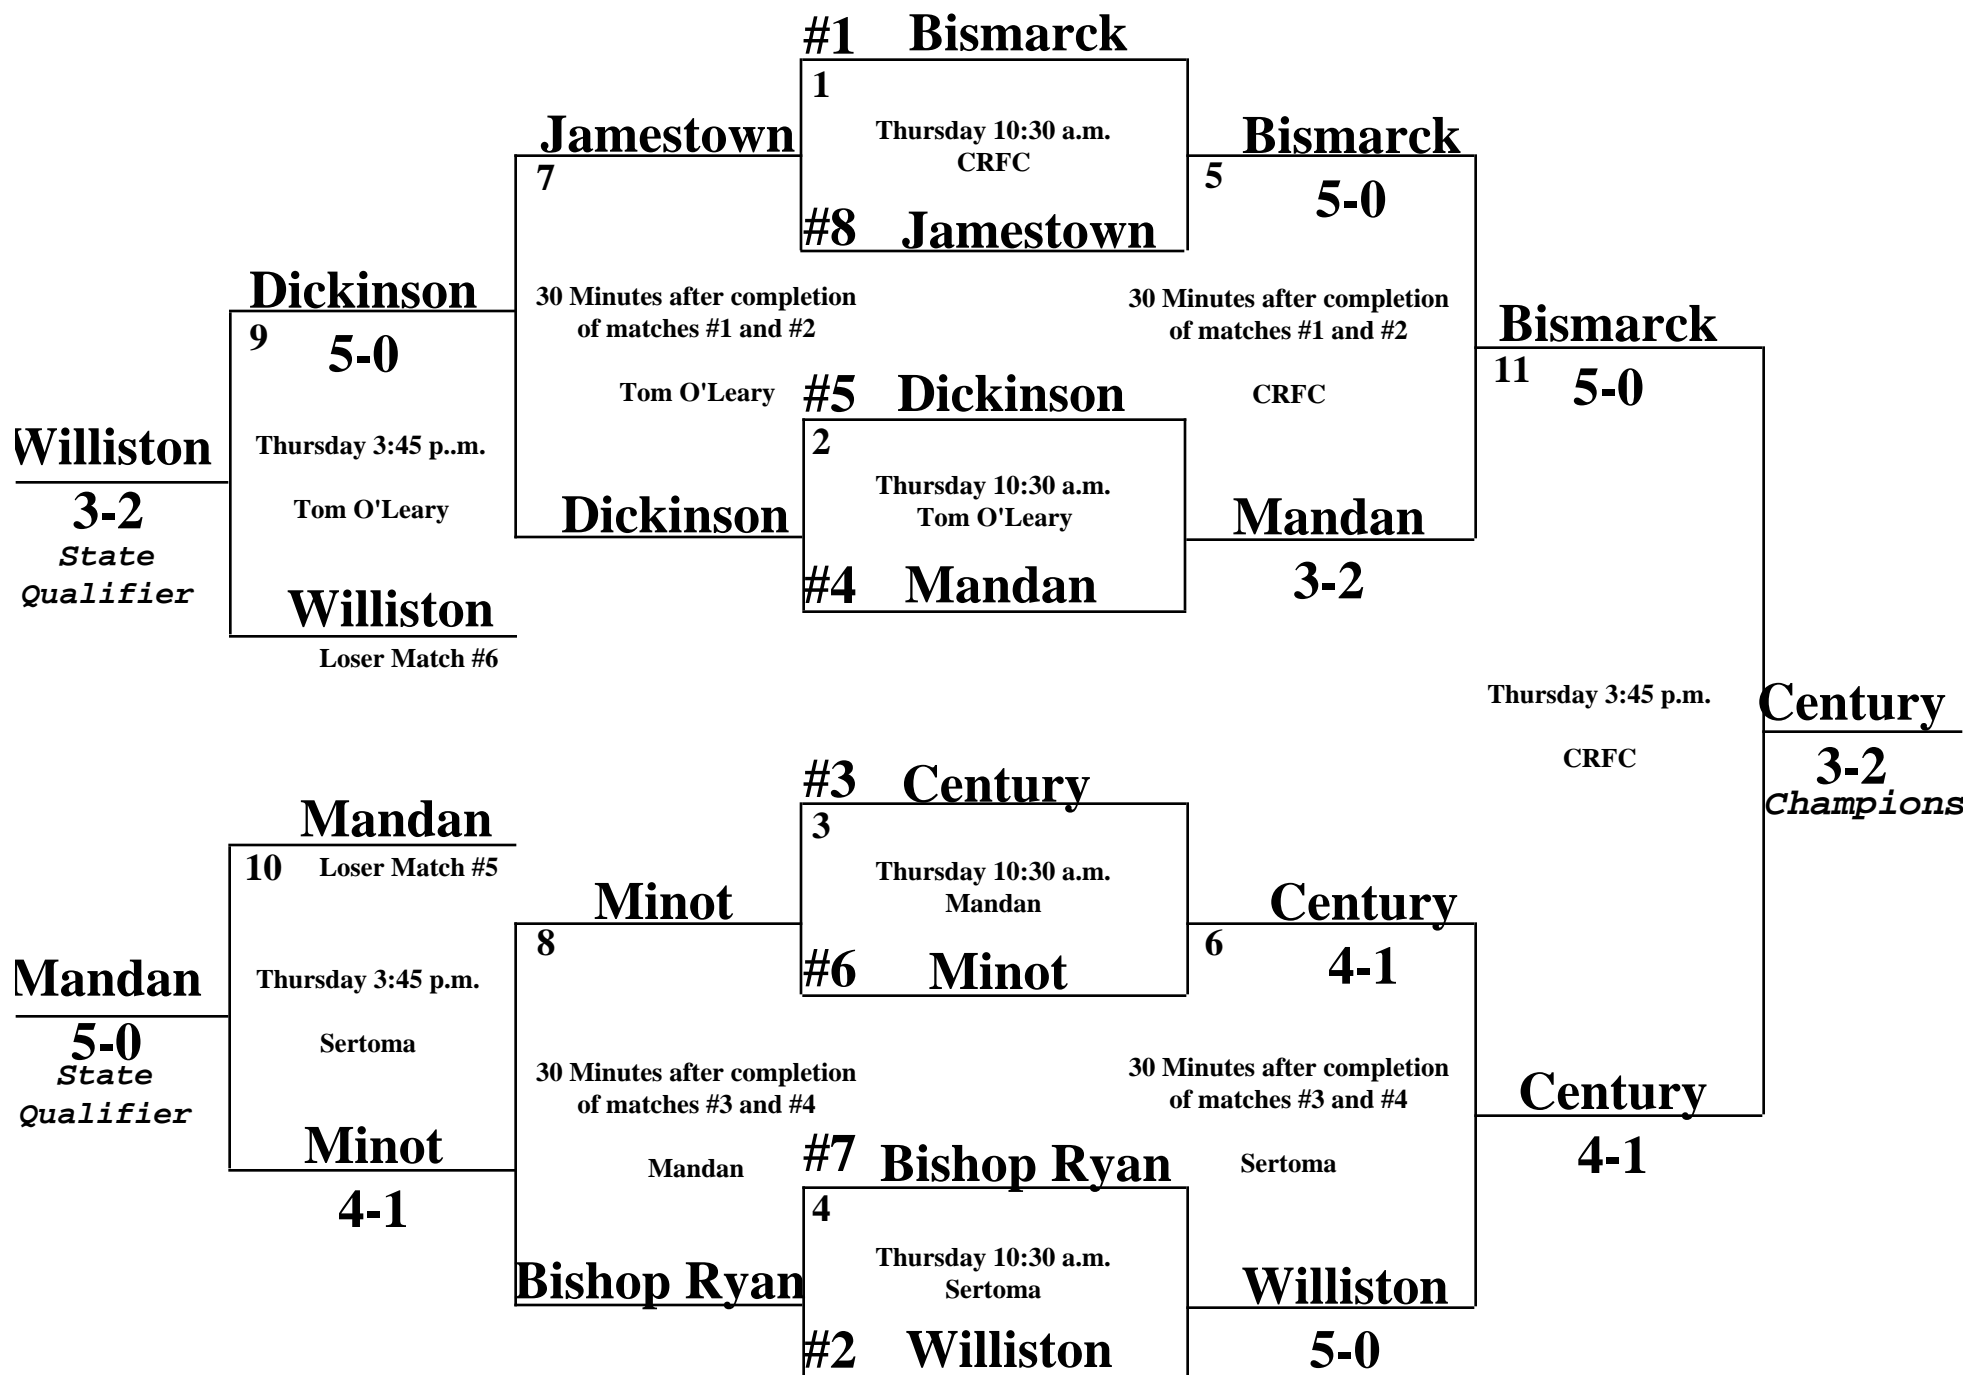 #1 Bismarck
1
Thursday 10:30 a.m.
CRFC
#8 Jamestown
Jamestown
7
30 Minutes after completion
of matches #1 and #2
Tom O'Leary
Bismarck
5
5-0
30 Minutes after completion
of matches #1 and #2
CRFC
Dickinson
9
5-0
Thursday 3:45 p..m.
Tom O'Leary
Williston
3-2
State
Qualifier
Williston
Loser Match #6
#5 Dickinson
2
Thursday 10:30 a.m.
Tom O'Leary
#4 Mandan
Dickinson
Mandan
3-2
Bismarck
11
5-0
Thursday 3:45 p.m.
CRFC
Century
3-2
Champions
#3 Century
3
Thursday 10:30 a.m.
Mandan
#6 Minot
Mandan
10 Loser Match #5
Thursday 3:45 p.m.
Sertoma
Mandan
5-0
State
Qualifier
Minot
4-1
Minot
8
30 Minutes after completion
of matches #3 and #4
Mandan
Century
6
4-1
30 Minutes after completion
of matches #3 and #4
Sertoma
Century
4-1
#7 Bishop Ryan
4
Thursday 10:30 a.m.
Sertoma
#2 Williston
Bishop Ryan
Williston
5-0